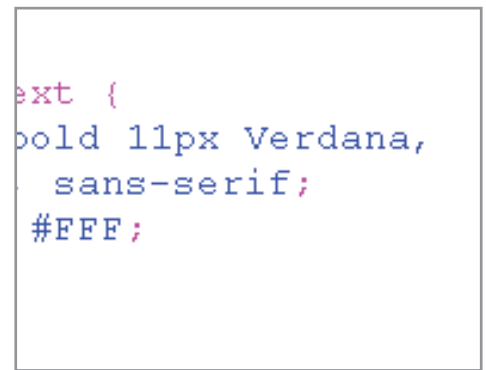 ext {
bold 11px Verdana,
sans-serif;
#FFF;